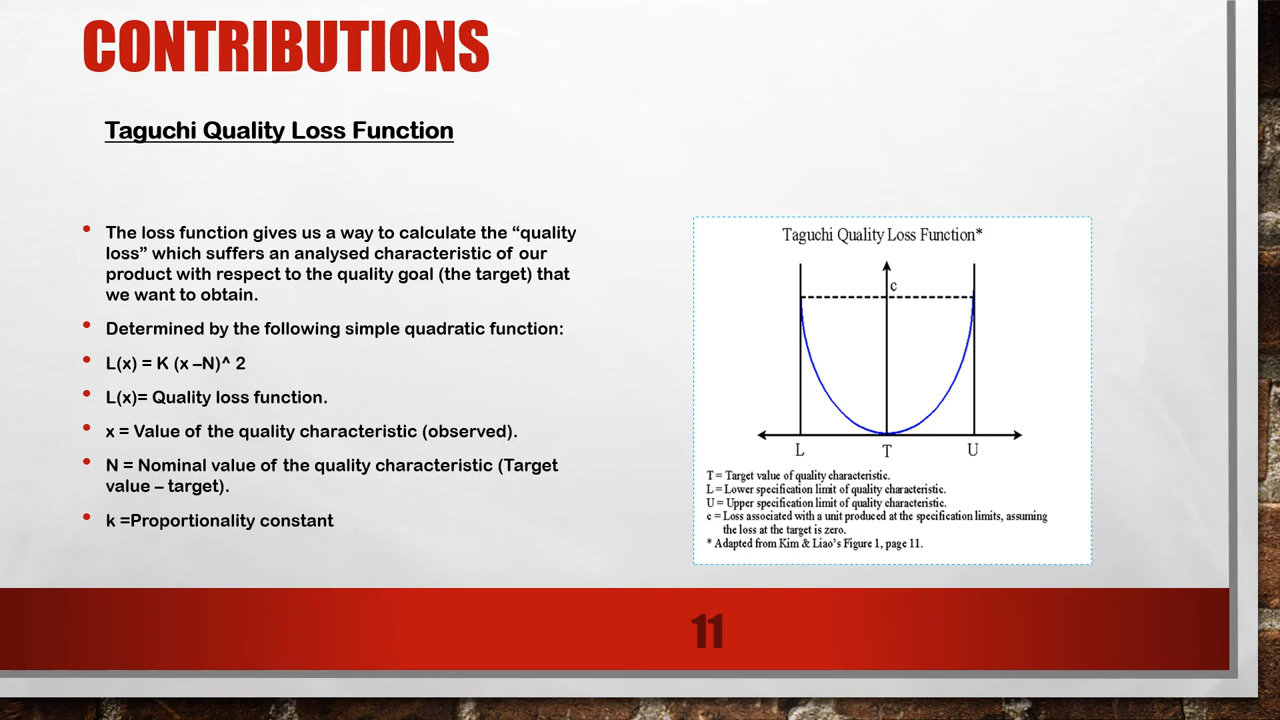 CONTRIBUTIONS
Taguchi Quality Loss Function
• The loss function gives us a way to calculate the “quality
loss” which suffers an analysed characteristic of our
product with respect to the quality goal (the target) that
we want to obtain.
• Determined by the following simple quadratic function:
• L(x) = K (x –N)^ 2
• L(x)= Quality loss function.
• x = Value of the quality characteristic (observed).
• N = Nominal value of the quality characteristic (Target
value – target).
• k =Proportionality constant
Taguchi Quality Loss Function*
c
L T U
T = Target value of quality characteristic.
L = Lower specification limit of quality characteristic.
U = Upper specification limit of quality characteristic.
c = Loss associated with a unit produced at the specification limits, assuming
the loss at the target is zero.
* Adapted from Kim & Liao's Figure 1, page 11.
11